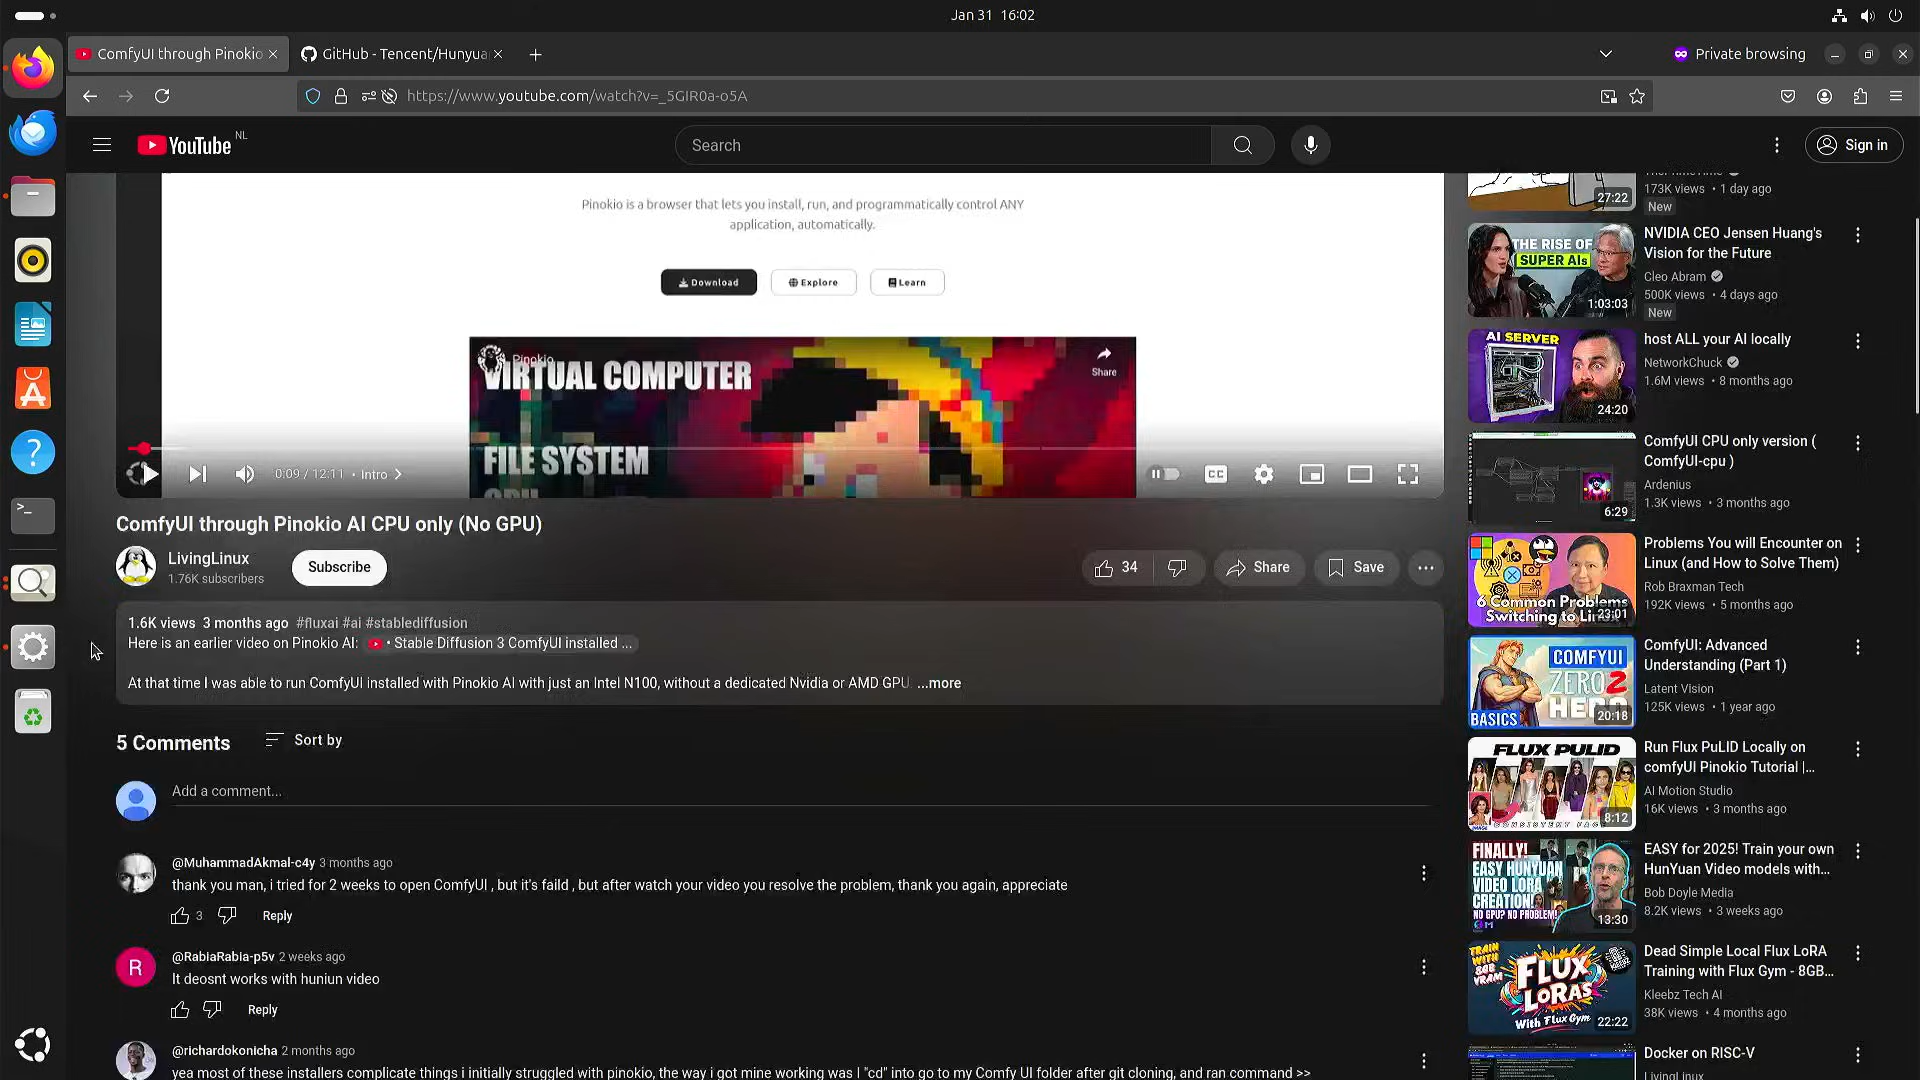 Jan 31 16:02
ComfyUI through Pinokio
GitHub - Tencent/Hunyua
Private browsing
https://www.youtube.com/watch?v=_5GIR0a-o5A
YouTube NL
Search
Sign in
Pinokio is a browser that lets you install, run, and programmatically control ANY
application, automatically.
Download
Explore
Learn
Pinokio
VIRTUAL COMPUTER
Share
FILE SYSTEM
0:09 / 12:11 • Intro
CC
ComfyUI through Pinokio AI CPU only (No GPU)
LivingLinux
1.76K subscribers
Subscribe
34
Share
Save
1.6K views 3 months ago #fluxai #ai #stablediffusion
Here is an earlier video on Pinokio AI: • Stable Diffusion 3 ComfyUI installed ...
At that time I was able to run ComfyUI installed with Pinokio AI with just an Intel N100, without a dedicated Nvidia or AMD GPU. ...more
5 Comments
Sort by
Add a comment...
@MuhammadAkmal-c4y 3 months ago
thank you man, i tried for 2 weeks to open ComfyUI , but it's faild , but after watch your video you resolve the problem, thank you again, appreciate
3
Reply
R
@RabiaRabia-p5v 2 weeks ago
It deosnt works with huniun video
Reply
@richardokonicha 2 months ago
yea most of these installers complicate things i initially struggled with pinokio, the way i got mine working was I "cd" into go to my Comfy UI folder after git cloning, and ran command >>
27:22
173K views • 1 day ago
New
THE RISE OF
SUPER AIs
1:03:03
NVIDIA CEO Jensen Huang's
Vision for the Future
Cleo Abram
500K views • 4 days ago
New
AI SERVER
24:20
host ALL your AI locally
NetworkChuck
1.6M views • 8 months ago
6:29
ComfyUI CPU only version (
ComfyUI-cpu )
Ardenius
1.3K views • 3 months ago
6 Common Problems
Switching to Linux
23:01
Problems You will Encounter on
Linux (and How to Solve Them)
Rob Braxman Tech
192K views • 5 months ago
COMFYUI
ZERO 2
HERO
BASICS
20:18
ComfyUI: Advanced
Understanding (Part 1)
Latent Vision
125K views • 1 year ago
FLUX PULID
CONSISTENT FACE
8:12
Run Flux PuLID Locally on
comfyUI Pinokio Tutorial |...
AI Motion Studio
16K views • 3 months ago
FINALLY!
EASY HUNYUAN
VIDEO LORA
CREATION!
NO GPU? NO PROBLEM!
13:30
EASY for 2025! Train your own
HunYuan Video models with...
Bob Doyle Media
8.2K views • 3 weeks ago
TRAIN
WITH
8GB
VRAM
FLUX
LORAS
With Flux Gym
22:22
Dead Simple Local Flux LoRA
Training with Flux Gym - 8GB...
Kleebz Tech AI
38K views • 4 months ago
Docker on RISC-V
LivingLinux